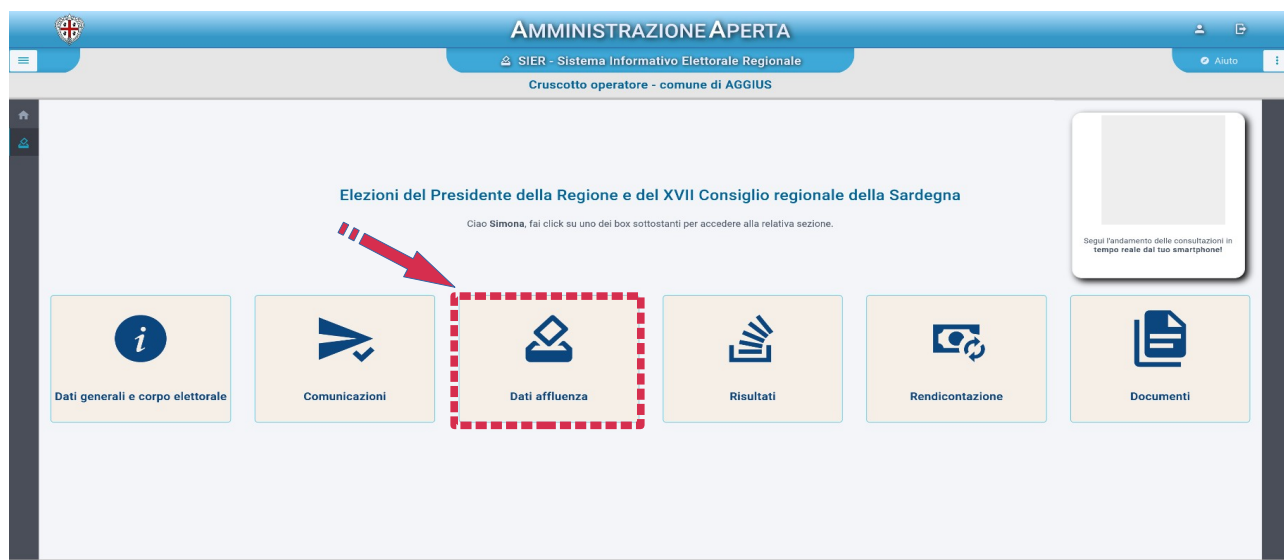 AMMINISTRAZIONE APERTA
SIER - Sistema Informativo Elettorale Regionale
Aiuto
Cruscotto operatore - comune di AGGIUS
Elezioni del Presidente della Regione e del XVII Consiglio regionale della Sardegna
Ciao Simona, fai click su uno dei box sottostanti per accedere alla relativa sezione.
Segui l'andamento delle consultazioni in
tempo reale dal tuo smartphone!
Dati generali e corpo elettorale
Comunicazioni
Dati affluenza
Risultati
Rendicontazione
Documenti